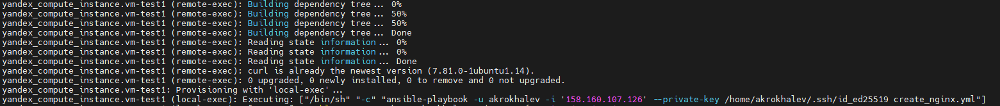 yandex_compute_instance.vm-test1 (remote-exec): Building dependency tree... 0%
yandex_compute_instance.vm-test1 (remote-exec): Building dependency tree... 50%
yandex_compute_instance.vm-test1 (remote-exec): Building dependency tree... 50%
yandex_compute_instance.vm-test1 (remote-exec): Building dependency tree... Done
yandex_compute_instance.vm-test1 (remote-exec): Reading state information... 0%
yandex_compute_instance.vm-test1 (remote-exec): Reading state information... 0%
yandex_compute_instance.vm-test1 (remote-exec): Reading state information... Done
yandex_compute_instance.vm-test1 (remote-exec): curl is already the newest version (7.81.0-1ubuntu1.14).
yandex_compute_instance.vm-test1 (remote-exec): 0 upgraded, 0 newly installed, 0 to remove and 0 not upgraded.
yandex_compute_instance.vm-test1: Provisioning with 'local-exec'...
yandex_compute_instance.vm-test1 (local-exec): Executing: ["/bin/sh" "-c" "ansible-playbook -u akrokhalev -i '158.160.107.126' --private-key /home/akrokhalev/.ssh/id_ed25519 create_nginx.yml"]